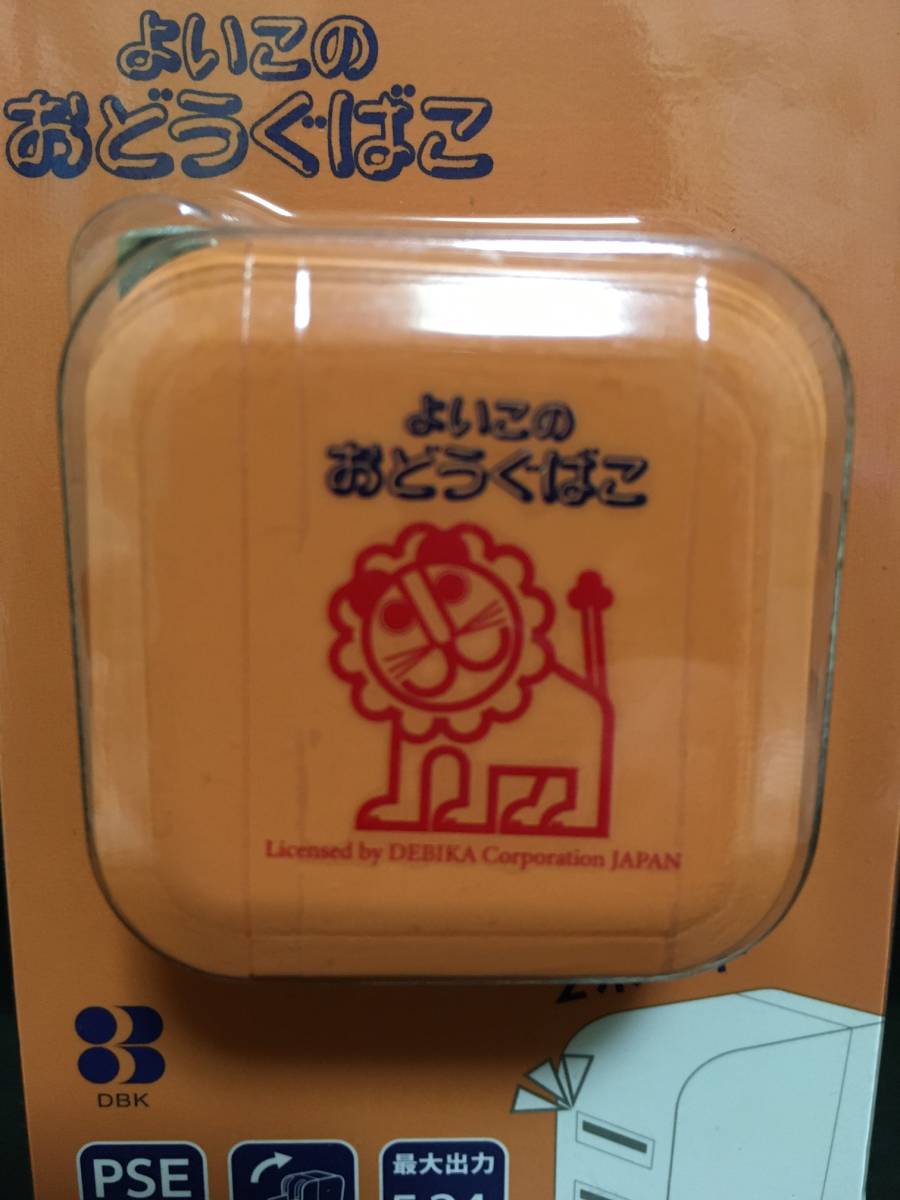 よいこの
おどうぐばこ
よいこの
おどうぐばこ
Licensed by DEBIKA Corporation JAPAN
DBK
PSE
最大出力